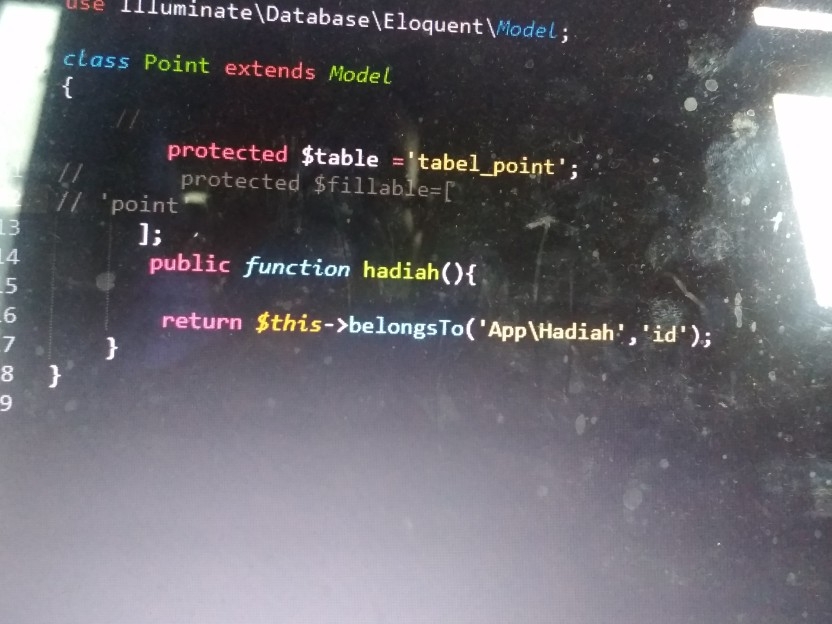 use Illuminate\Database\Eloquent\Model;
class Point extends Model
{
//
protected $table ='tabel_point';
// protected $fillable=[
// 'point
13 ];
14 public function hadiah(){
15
16 return $this->belongsTo('App\Hadiah','id');
17 }
18 }
19